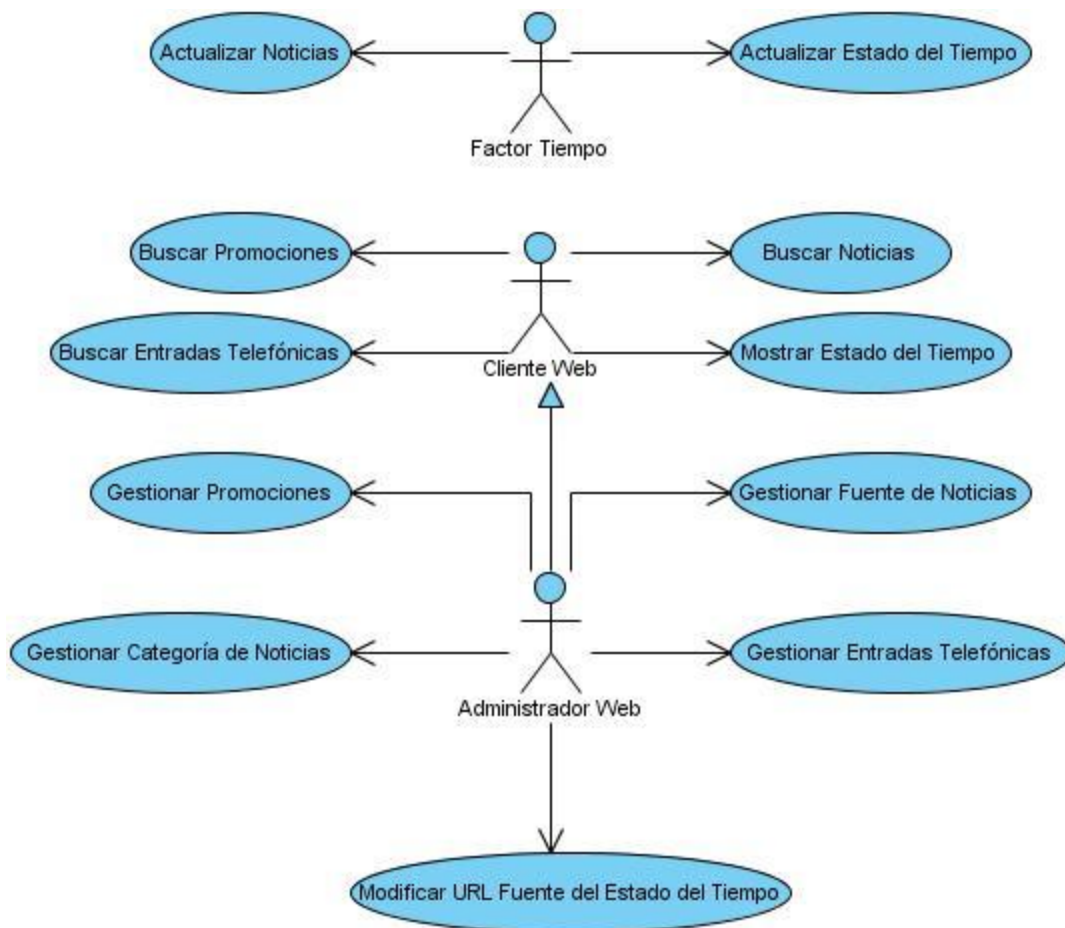 Actualizar Noticias
Actualizar Estado del Tiempo
Factor Tiempo
Buscar Promociones
Buscar Noticias
Buscar Entradas Telefónicas
Mostrar Estado del Tiempo
Cliente Web
Gestionar Promociones
Gestionar Fuente de Noticias
Gestionar Categoría de Noticias
Gestionar Entradas Telefónicas
Administrador Web
Modificar URL Fuente del Estado del Tiempo